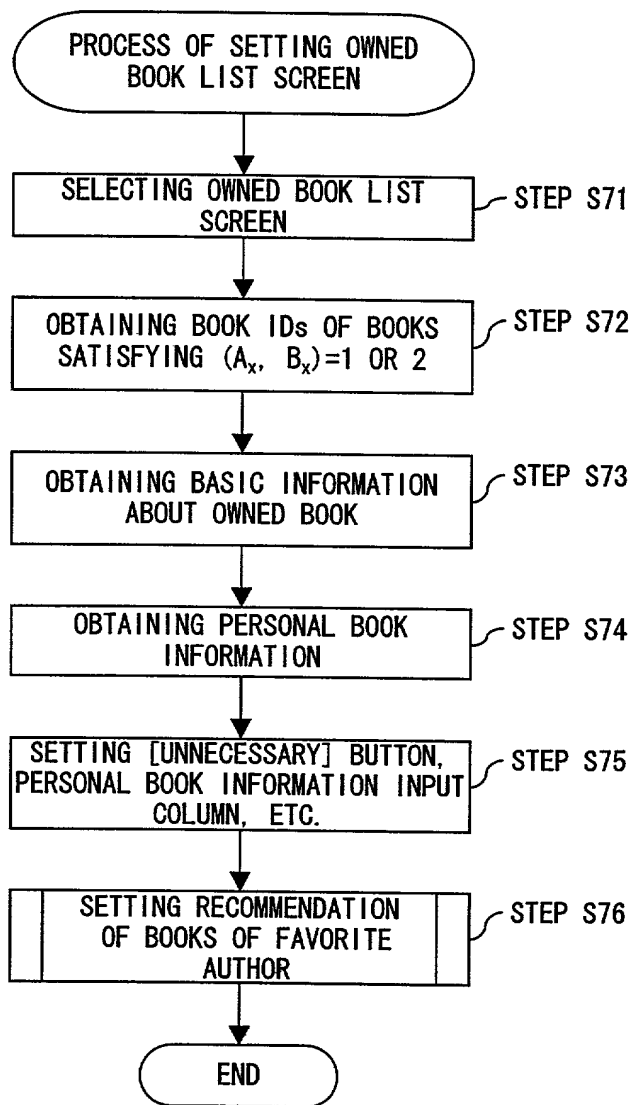 PROCESS OF SETTING OWNED
BOOK LIST SCREEN
SELECTING OWNED BOOK LIST
SCREEN
STEP S71
OBTAINING BOOK IDs OF BOOKS
SATISFYING (Ax, Bx)=1 OR 2
STEP S72
OBTAINING BASIC INFORMATION
ABOUT OWNED BOOK
STEP S73
OBTAINING PERSONAL BOOK
INFORMATION
STEP S74
SETTING [UNNECESSARY] BUTTON,
PERSONAL BOOK INFORMATION INPUT
COLUMN, ETC.
STEP S75
SETTING RECOMMENDATION
OF BOOKS OF FAVORITE
AUTHOR
STEP S76
END